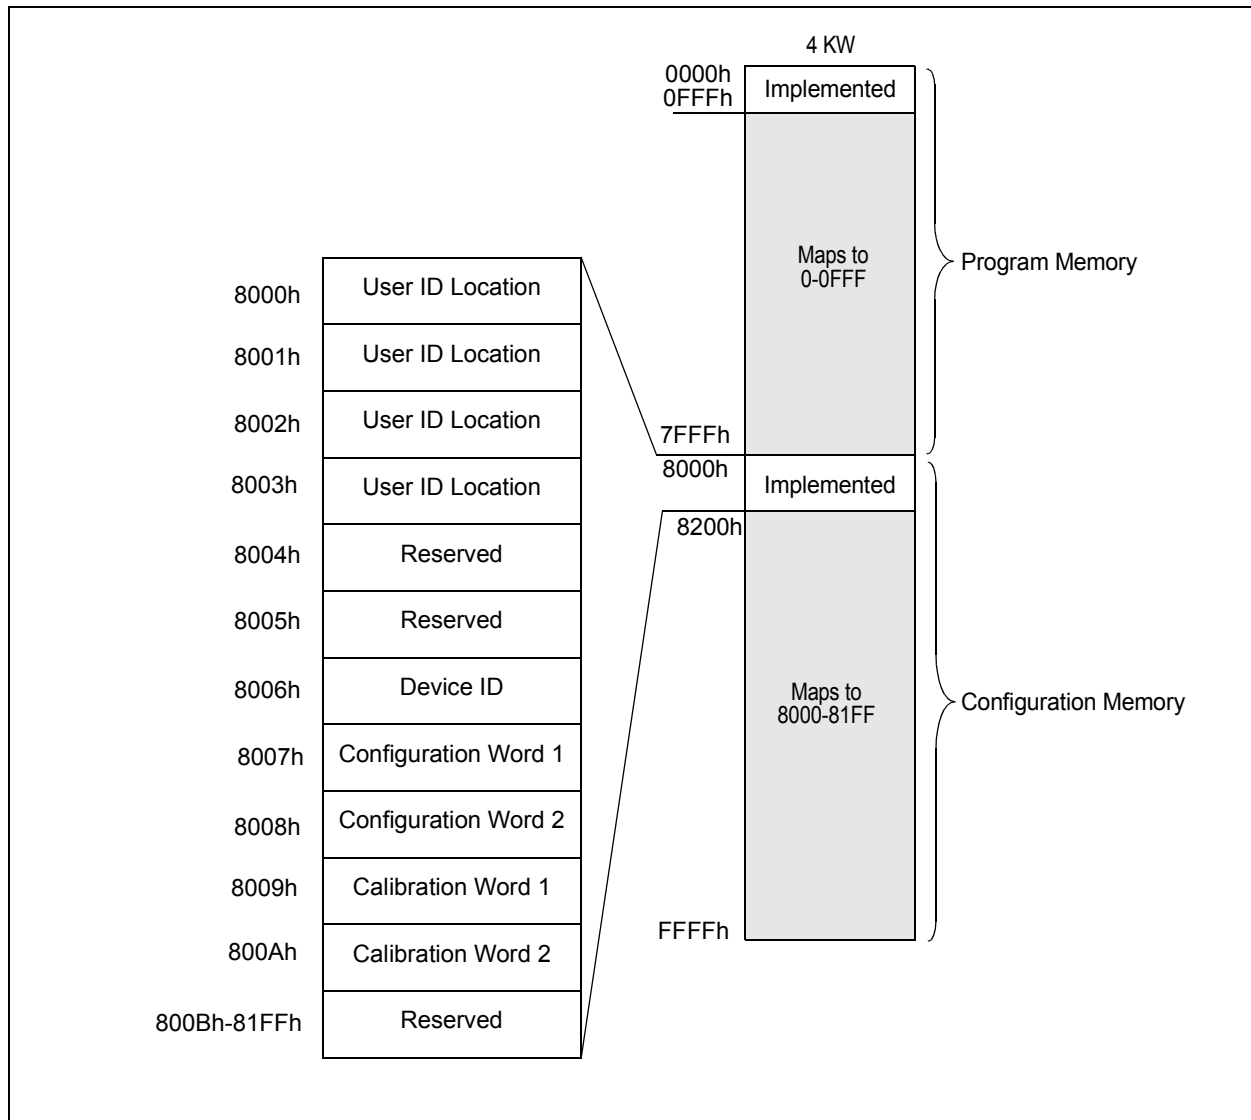 4 KW
0000h
0FFFh
Implemented
Maps to
0-0FFF
Program Memory
7FFFh
8000h
Implemented
8200h
Maps to
8000-81FF
Configuration Memory
FFFFh
8000h User ID Location
8001h User ID Location
8002h User ID Location
8003h User ID Location
8004h Reserved
8005h Reserved
8006h Device ID
8007h Configuration Word 1
8008h Configuration Word 2
8009h Calibration Word 1
800Ah Calibration Word 2
800Bh-81FFh Reserved